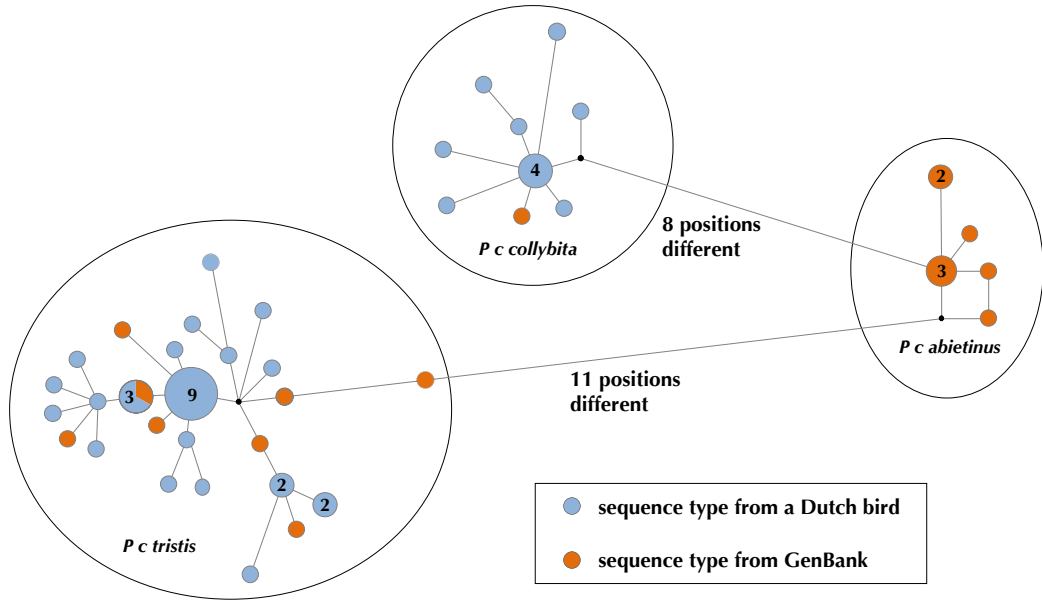 4
P c collybita
8 positions
different
2
3
P c abietinus
11 positions
different
3
9
2
2
P c tristis
sequence type from a Dutch bird
sequence type from GenBank